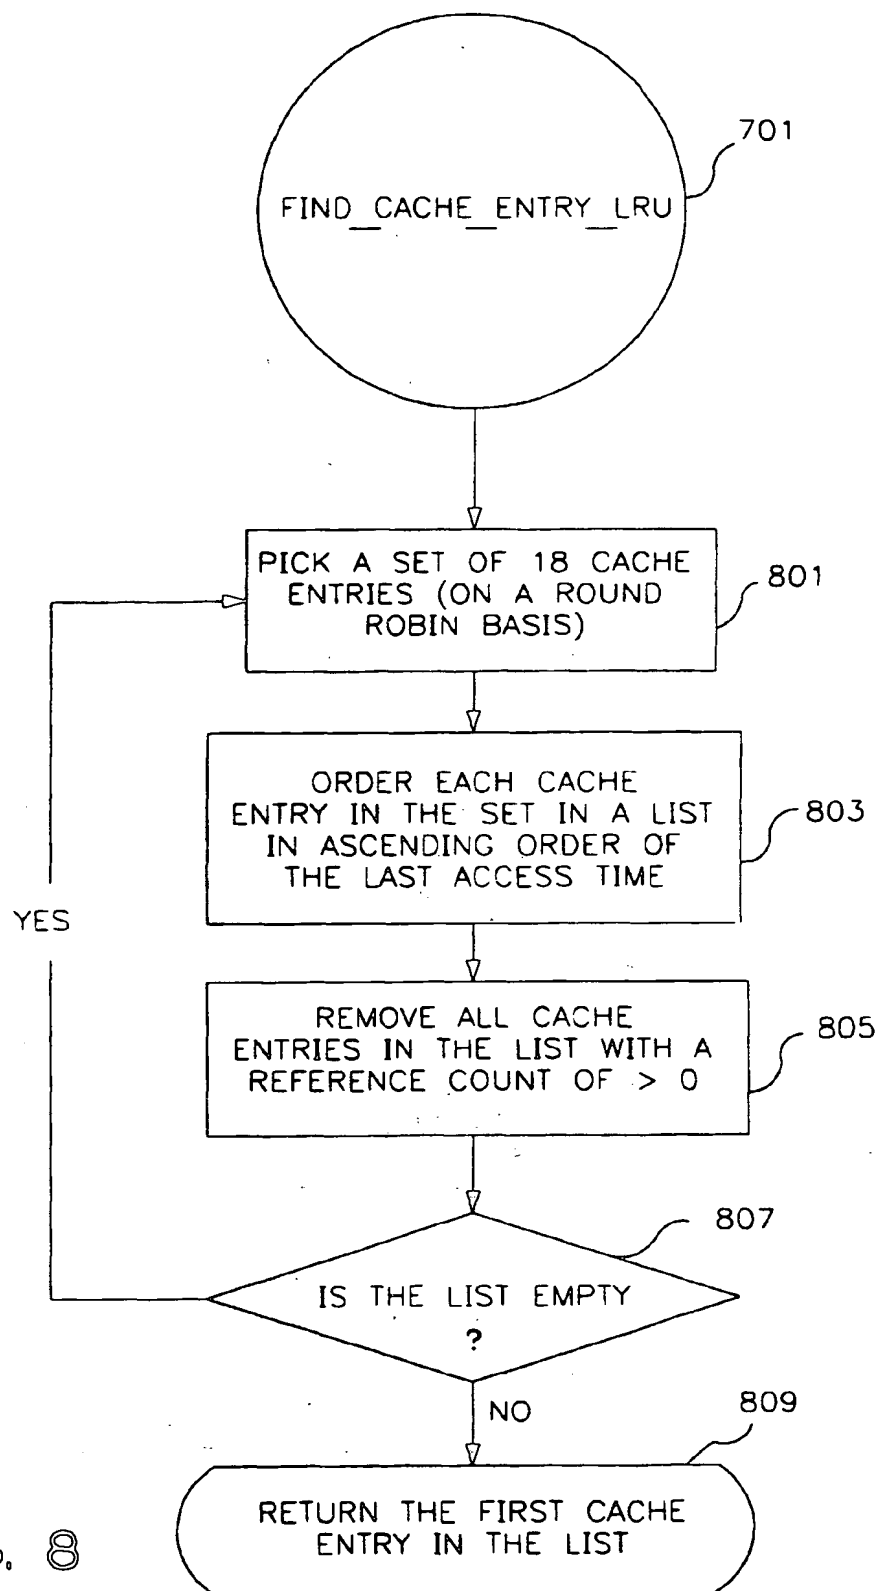 701
FIND_CACHE_ENTRY_LRU
PICK A SET OF 18 CACHE
ENTRIES (ON A ROUND
ROBIN BASIS)
801
ORDER EACH CACHE
ENTRY IN THE SET IN A LIST
IN ASCENDING ORDER OF
THE LAST ACCESS TIME
803
YES
REMOVE ALL CACHE
ENTRIES IN THE LIST WITH A
REFERENCE COUNT OF > 0
805
807
IS THE LIST EMPTY
?
NO
809
RETURN THE FIRST CACHE
ENTRY IN THE LIST
8